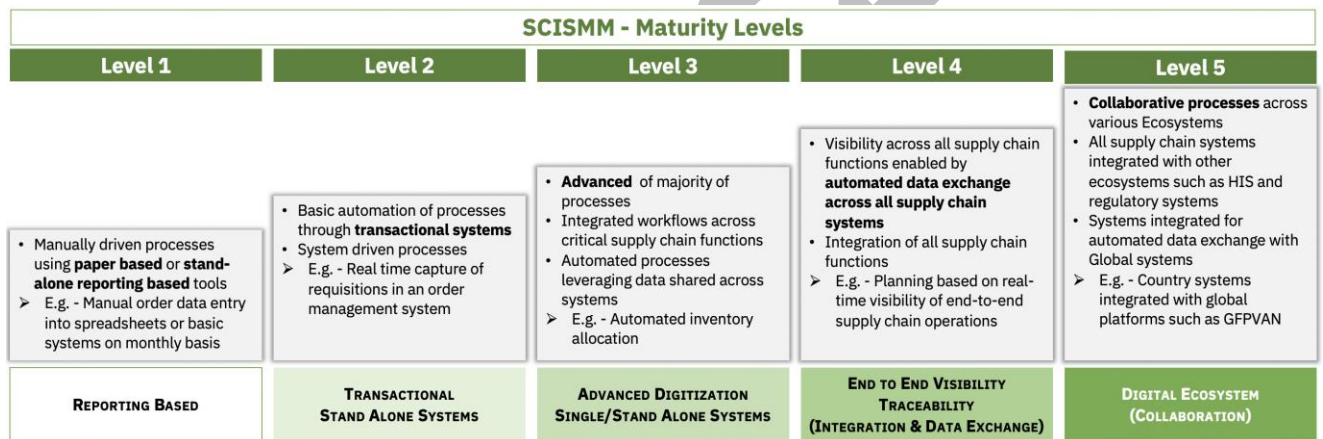 SCISMM - Maturity Levels
Level 1
• Manually driven processes
using paper based or stand-
alone reporting based tools
➢ E.g. - Manual order data entry
into spreadsheets or basic
systems on monthly basis
REPORTING BASED
Level 2
• Basic automation of processes
through transactional systems
• System driven processes
➢ E.g. - Real time capture of
requisitions in an order
management system
TRANSACTIONAL
STAND ALONE SYSTEMS
Level 3
• Advanced of majority of
processes
• Integrated workflows across
critical supply chain functions
• Automated processes
leveraging data shared across
systems
➢ E.g. - Automated inventory
allocation
ADVANCED DIGITIZATION
SINGLE/STAND ALONE SYSTEMS
Level 4
• Visibility across all supply chain
functions enabled by
automated data exchange
across all supply chain
systems
• Integration of all supply chain
functions
➢ E.g. - Planning based on real-
time visibility of end-to-end
supply chain operations
END TO END VISIBILITY
TRACEABILITY
(INTEGRATION & DATA EXCHANGE)
Level 5
• Collaborative processes across
various Ecosystems
• All supply chain systems
integrated with other
ecosystems such as HIS and
regulatory systems
• Systems integrated for
automated data exchange with
Global systems
➢ E.g. - Country systems
integrated with global
platforms such as GFPVAN
DIGITAL ECOSYSTEM
(COLLABORATION)